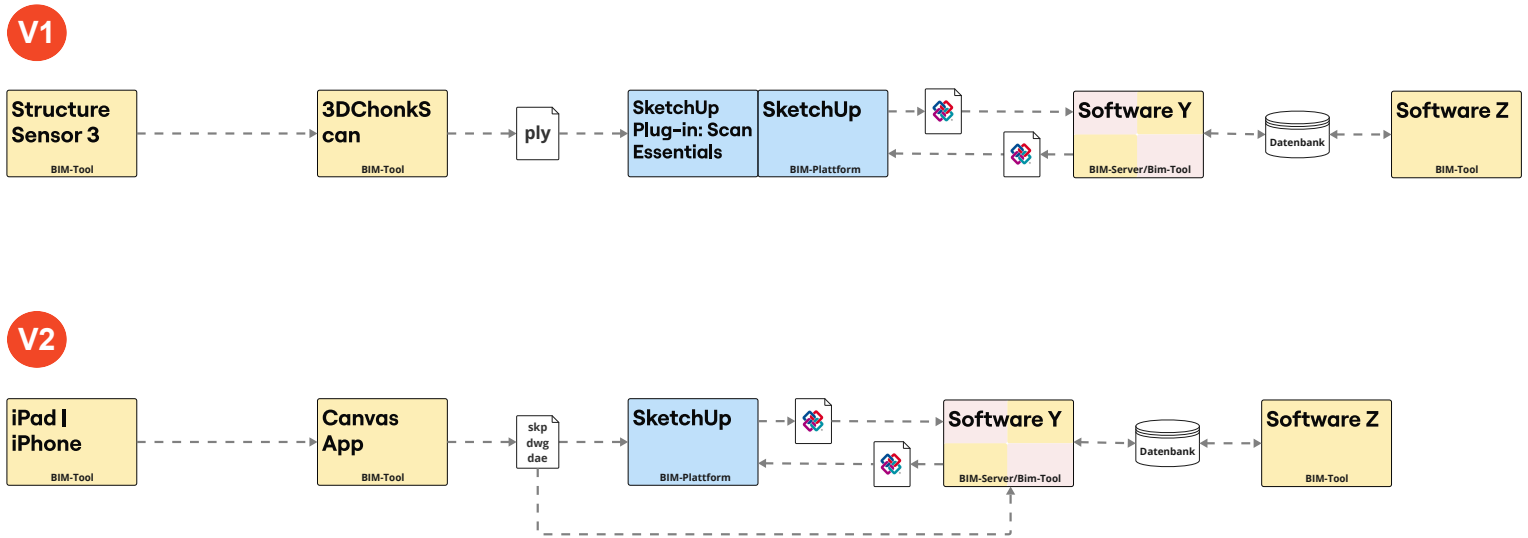 V1
Structure
Sensor 3
BIM-Tool
3DChonkS
can
BIM-Tool
ply
SketchUp
Plug-in: Scan
Essentials
SketchUp
BIM-Plattform
Software Y
BIM-Server/Bim-Tool
Datenbank
Software Z
BIM-Tool
V2
iPad |
iPhone
BIM-Tool
Canvas
App
BIM-Tool
skp
dwg
dae
SketchUp
BIM-Plattform
Software Y
BIM-Server/Bim-Tool
Datenbank
Software Z
BIM-Tool